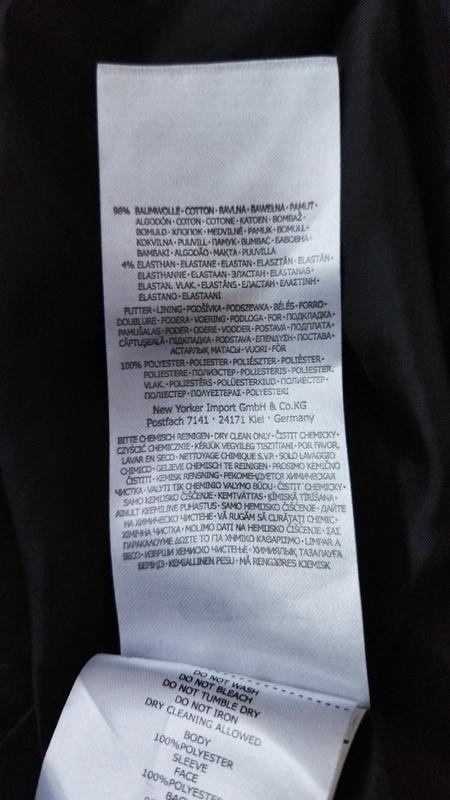 96% BAUMWOLLE • COTTON • BAVLNA • BAWEŁNA • PAMUT •
ALGODÓN • COTON • COTONE • KATOEN • BOMBAŽ •
BOMULD • ХЛОПОК • MEDVILNĖ • PAMUK • BOMULL •
KOKVILNA • PUUVILL • ПАМУК • BUMBAC • БАВОВНА •
BAMBAKI • ALGODÃO • MAKTA • PUUVILLA
4% ELASTHAN • ELASTANE • ELASTAN • ELASZTÁN • ELASTÁN •
ELASTHANNE • ELASTAAN • ЭЛАСТАН • ELASTANAS •
ELASTAN. VLAK. • ELASTĀNS • ЕЛАСТАН • ΕΛΑΣΤΙΝΗ •
ELASTANO • ELASTAANI
FUTTER • LINING • PODŠÍVKA • PODSZEWKA • BÉLÉS • FORRO •
DOUBLURE • FODERA • VOERING • PODLOGA • FOR • ПОДКЛАДКА •
PAMUŠALAS • FODER • ODERE • VOODER • POSTAVA • ПОДПЛАТА •
CĂPTUŞEALĂ • ПІДКЛАДКА • PODSTAVA • ΕΠΕΝΔΥΣΗ • ПОСТАВА •
АСТАРЛЫҚ МАТАСЫ • VUORI • FÓR
100% POLYESTER • POLIESTER • POLIÉSZTER • POLIÉSTER •
POLIESTERE • ПОЛИЭСТЕР • POLIESTERIS • POLIESTER.
VLAK. • POLIESTĒRS • POLÜESTERKIUD • ПОЛИЕСТЕР •
ПОЛІЕСТЕР • ΠΟΛΥΕΣΤΕΡΑΣ • POLYESTERI
New Yorker Import GmbH & Co.KG
Postfach 7141 • 24171 Kiel • Germany
BITTE CHEMISCH REINIGEN • DRY CLEAN ONLY • ČISTIT CHEMICKY •
CZYŚCIĆ CHEMICZNIE • KÉRJÜK VEGYILEG TISZTÍTANI • POR FAVOR,
LAVAR EN SECO • NETTOYAGE CHIMIQUE S.V.P. • SOLO LAVAGGIO
CHIMICO • GELIEVE CHEMISCH TE REINIGEN • PROSIMO KEMIČNO
ČISTITI • KEMISK RENSNING • РЕКОМЕНДУЕТСЯ ХИМИЧЕСКАЯ
ЧИСТКА • VALYTI TIK CHEMINIO VALYMO BŪDU • ČISTIŤ CHEMICKY •
SAMO KEMIJSKO ČIŠĆENJE • KEMTVÄTTAS • ĶĪMISKĀ TĪRĪŠANA •
AINULT KEEMILINE PUHASTUS • SAMO HEMIJSKO ČIŠĆENJE • ДАЙТЕ
НА ХИМИЧЕСКО ЧИСТЕНЕ • VĂ RUGĂM SĂ CURĂŢAŢI CHIMIC •
ХІМІЧНА ЧИСТКА • MOLIMO DATI NA HEMIJSKO ČIŠĆENJE • ΣΑΣ
ΠΑΡΑΚΑΛΟΥΜΕ ΔΩΣΤΕ ΤΟ ΓΙΑ ΧΗΜΙΚΟ ΚΑΘΑΡΙΣΜΟ • LIMPAR A
SECO • ИЗВРШИ ХЕМИСКО ЧИСТЕЊЕ • ХИМИЯЛЫҚ ТАЗАЛАУҒА
БЕРІҢІЗ • KEMIALLINEN PESU • MÅ RENGJØRES KJEMISK
DO NOT WASH
DO NOT BLEACH
DO NOT TUMBLE DRY
DO NOT IRON
DRY CLEANING ALLOWED
BODY
100%POLYESTER
SLEEVE
FACE
100%POLYESTER